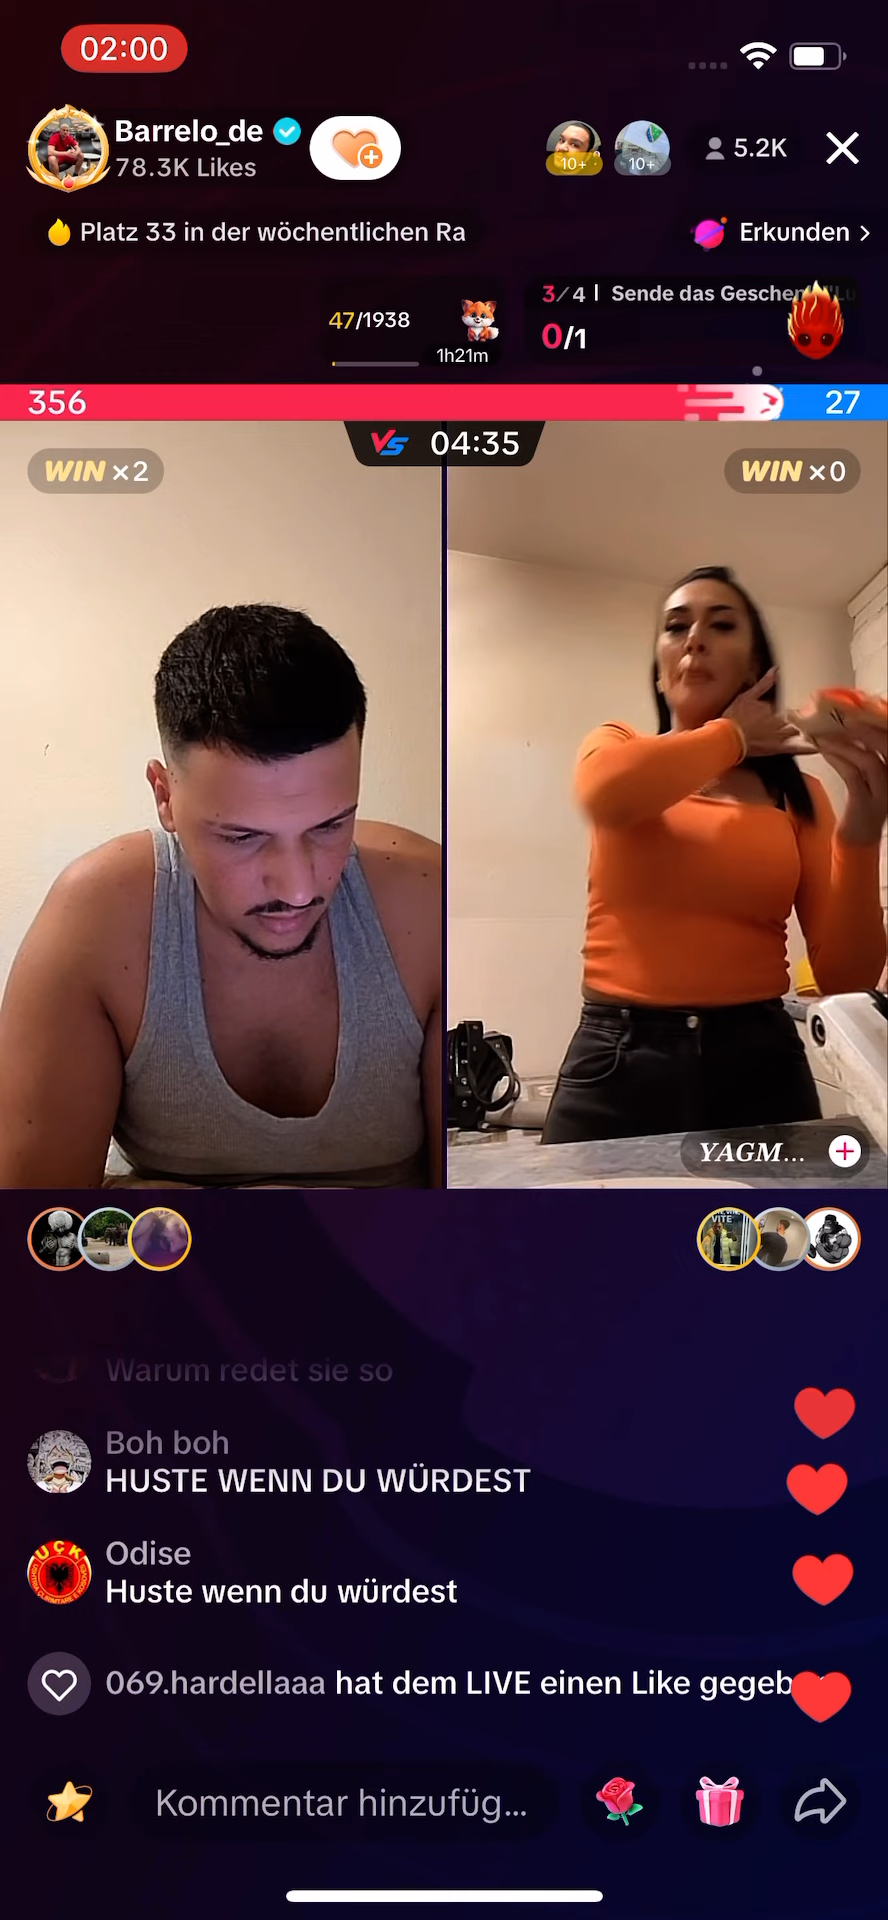 02:00
Barrelo_de
78.3K Likes
10+
10+
5.2K
Platz 33 in der wöchentlichen Ra
Erkunden >
47/1938
1h21m
3/4 | Sende das Geschen
0/1
356
27
VS 04:35
WIN ×2
WIN ×0
YAGM...
VITE
Warum redet sie so
Boh boh
HUSTE WENN DU WÜRDEST
UÇK
Odise
Huste wenn du würdest
069.hardellaaa hat dem LIVE einen Like gegeb
Kommentar hinzufüg...